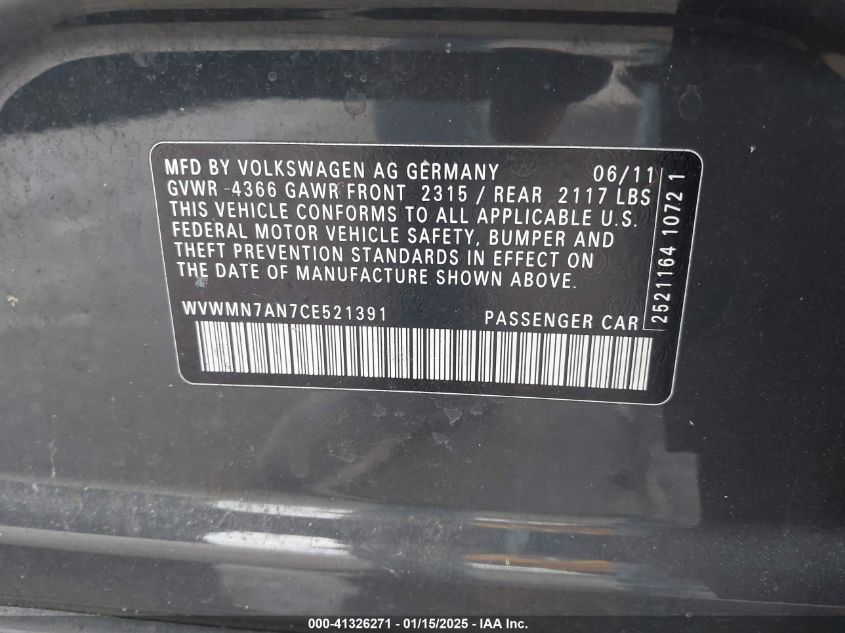 MFD BY VOLKSWAGEN AG GERMANY 06/11
GVWR 4366 GAWR FRONT 2315 / REAR 2117 LBS
THIS VEHICLE CONFORMS TO ALL APPLICABLE U.S.
FEDERAL MOTOR VEHICLE SAFETY, BUMPER AND
THEFT PREVENTION STANDARDS IN EFFECT ON
THE DATE OF MANUFACTURE SHOWN ABOVE.
WVWMN7AN7CE521391 PASSENGER CAR
2521164 1072 1
000-41326271 - 01/15/2025 - IAA Inc.